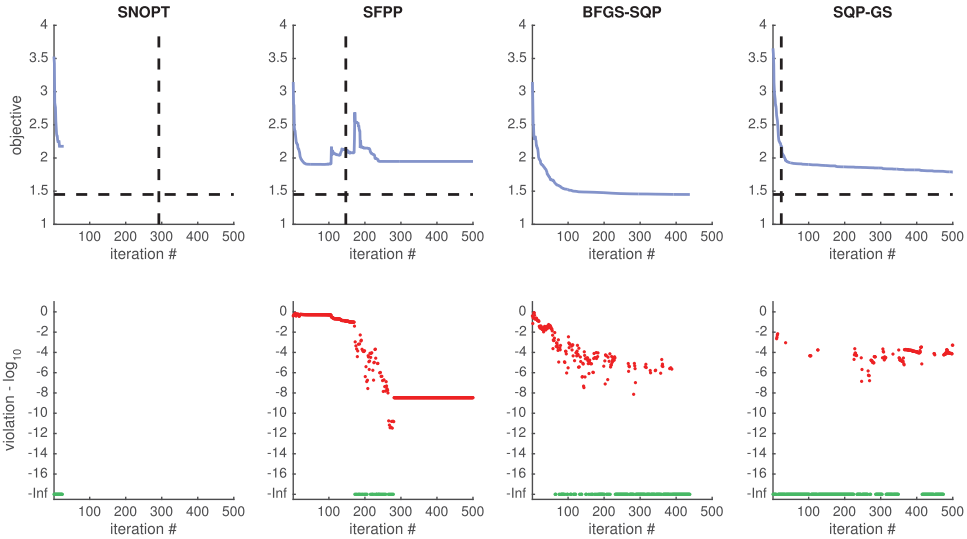 SNOPT SFPP BFGS-SQP SQP-GS
4 4 4 4
3.5 3.5 3.5 3.5
3 3 3 3
objective
2.5 2.5 2.5 2.5
2 2 2 2
1.5 1.5 1.5 1.5
1 1 1 1
100 200 300 400 500 100 200 300 400 500 100 200 300 400 500 100 200 300 400 500
iteration # iteration # iteration # iteration #
0 0 0 0
-2 -2 -2 -2
-4 -4 -4 -4
-6 -6 -6 -6
violation - log10
-8 -8 -8 -8
-10 -10 -10 -10
-12 -12 -12 -12
-14 -14 -14 -14
-16 -16 -16 -16
-Inf -Inf -Inf -Inf
100 200 300 400 500 100 200 300 400 500 100 200 300 400 500 100 200 300 400 500
iteration # iteration # iteration # iteration #